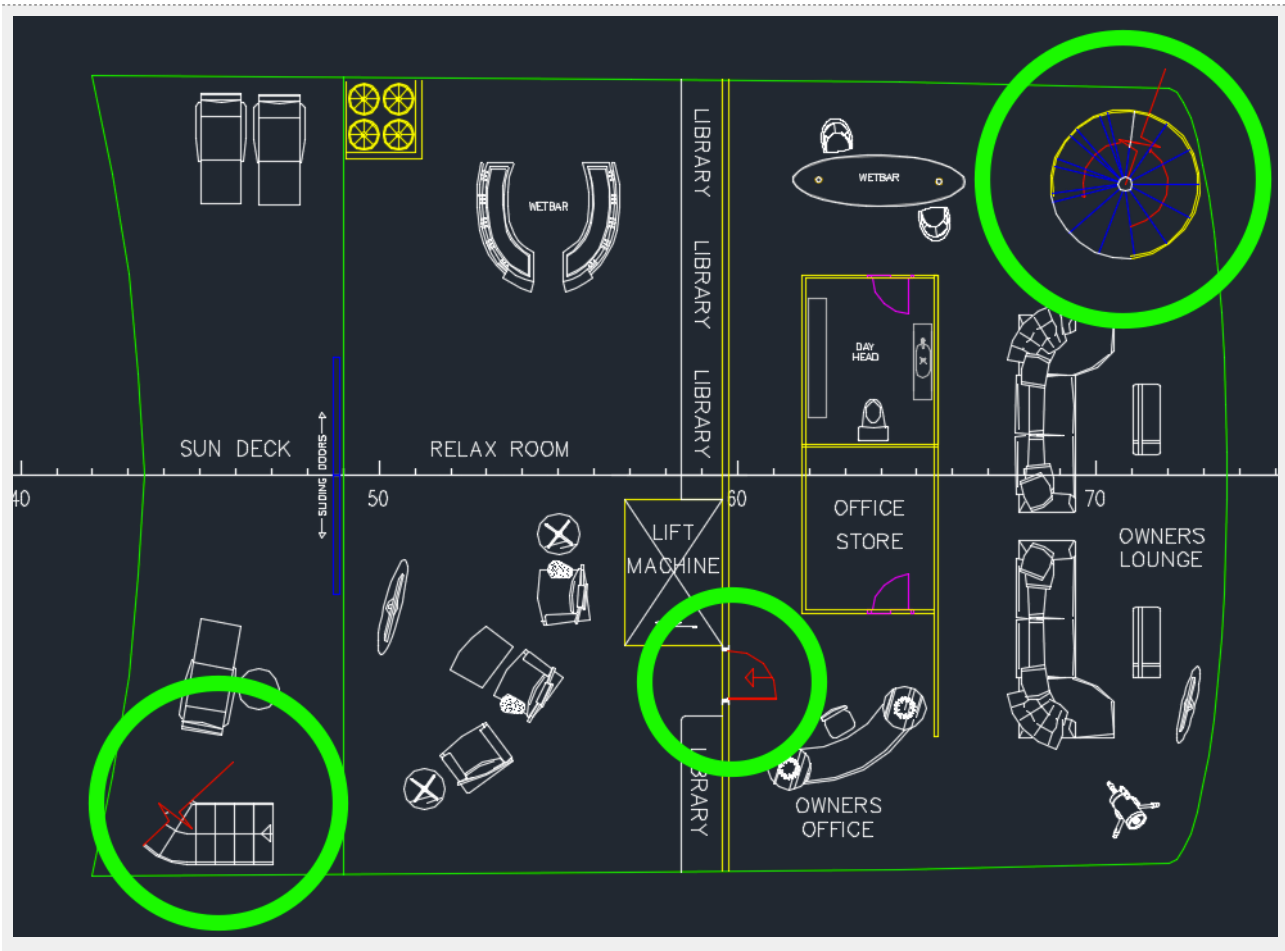 LIBRARY
WETBAR
WETBAR
LIBRARY
DAY
HEAD
LIBRARY
SUN DECK
SLIDING DOORS
RELAX ROOM
40
50
60
70
OFFICE
STORE
LIFT
MACHINE
OWNERS
LOUNGE
LIBRARY
OWNERS
OFFICE